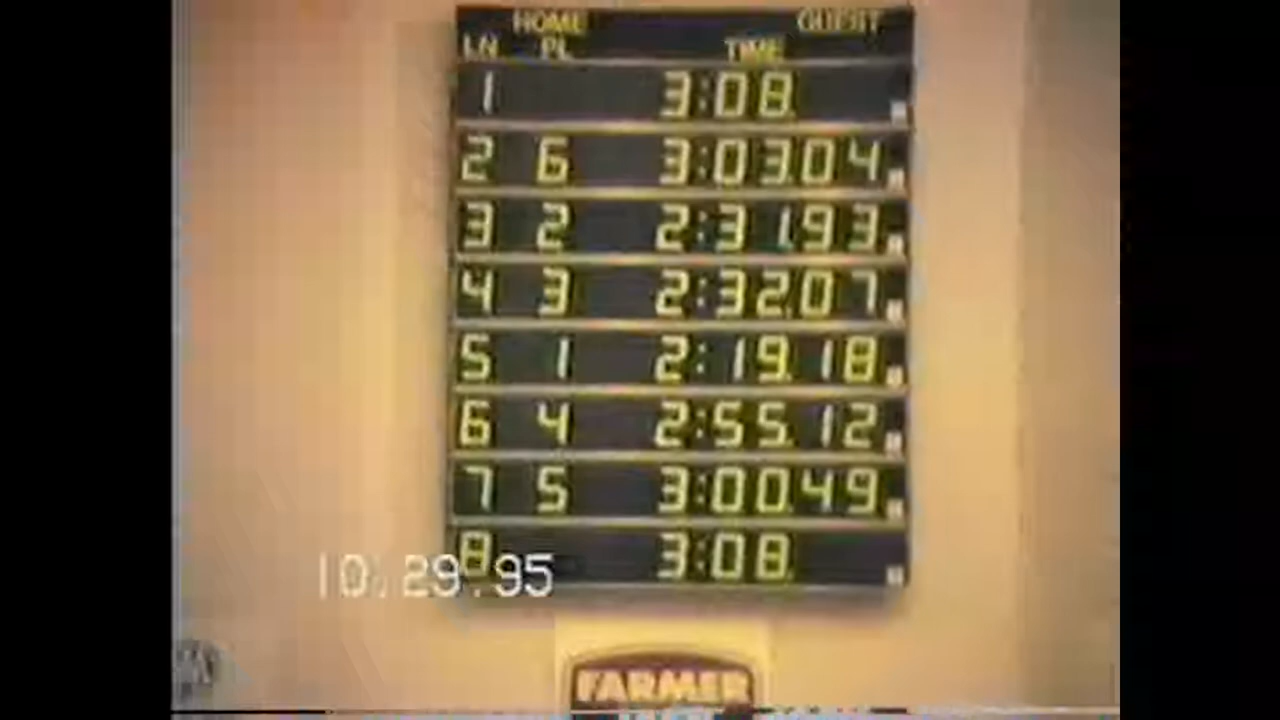 HOME GUEST
LN PL TIME
1 3:08.
2 6 3:03.04
3 2 2:31.93
4 3 2:32.07
5 1 2:19.18
6 4 2:55.12
7 5 3:00.49
8 3:08.
10.29.95
FARMER